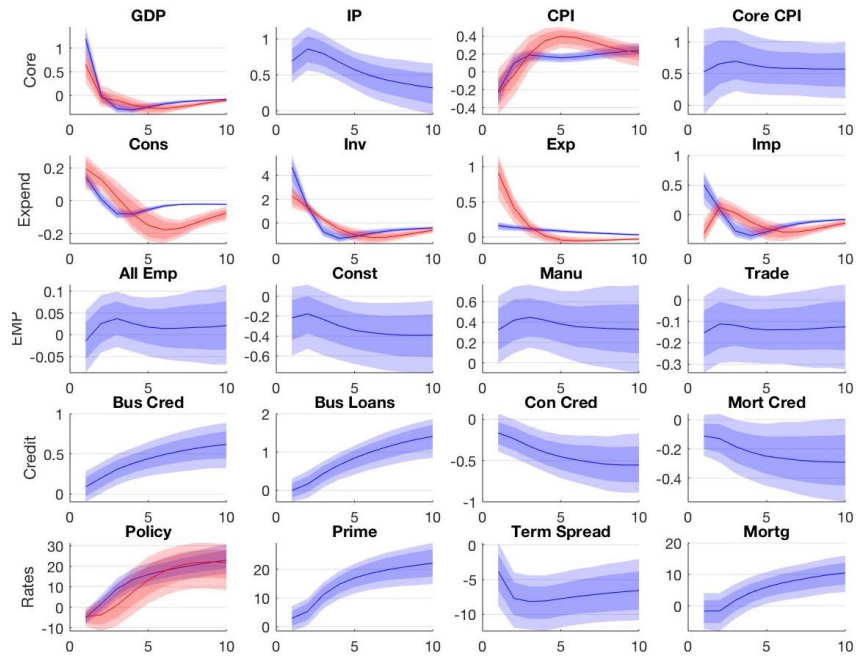 GDP IP CPI Core CPI
Core
1 0.5 0
1 0.5 0
0.4 0.2 0 -0.2 -0.4
1 0.5 0
0 5 10 0 5 10 0 5 10 0 5 10
Cons Inv Exp Imp
Expend
0.2 0 -0.2
4 2 0
1 0.5 0
1 0.5 0
0 5 10 0 5 10 0 5 10 0 5 10
All Emp Const Manu Trade
EMP
0.1 0.05 0 -0.05
0 -0.2 -0.4 -0.6
0.6 0.4 0.2 0
0 -0.1 -0.2 -0.3
0 5 10 0 5 10 0 5 10 0 5 10
Bus Cred Bus Loans Con Cred Mort Cred
Credit
1 0.5 0
2 1 0
0 -0.5 -1
0 -0.2 -0.4
0 5 10 0 5 10 0 5 10 0 5 10
Policy Prime Term Spread Mortg
Rates
30 20 10 0 -10
20 10 0
0 -5 -10
20 10 0
0 5 10 0 5 10 0 5 10 0 5 10